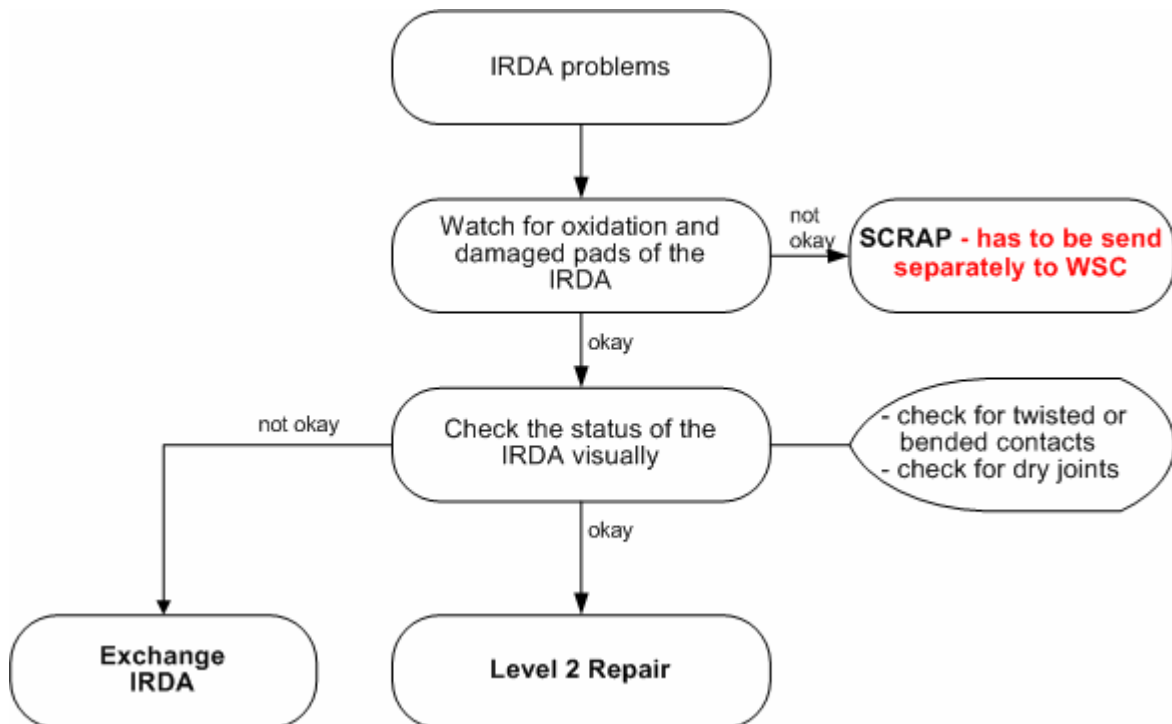 IRDA problems
Watch for oxidation and
damaged pads of the
IRDA
not
okay
SCRAP - has to be send
separately to WSC
okay
Check the status of the
IRDA visually
- check for twisted or
bended contacts
- check for dry joints
not okay
okay
Exchange
IRDA
Level 2 Repair